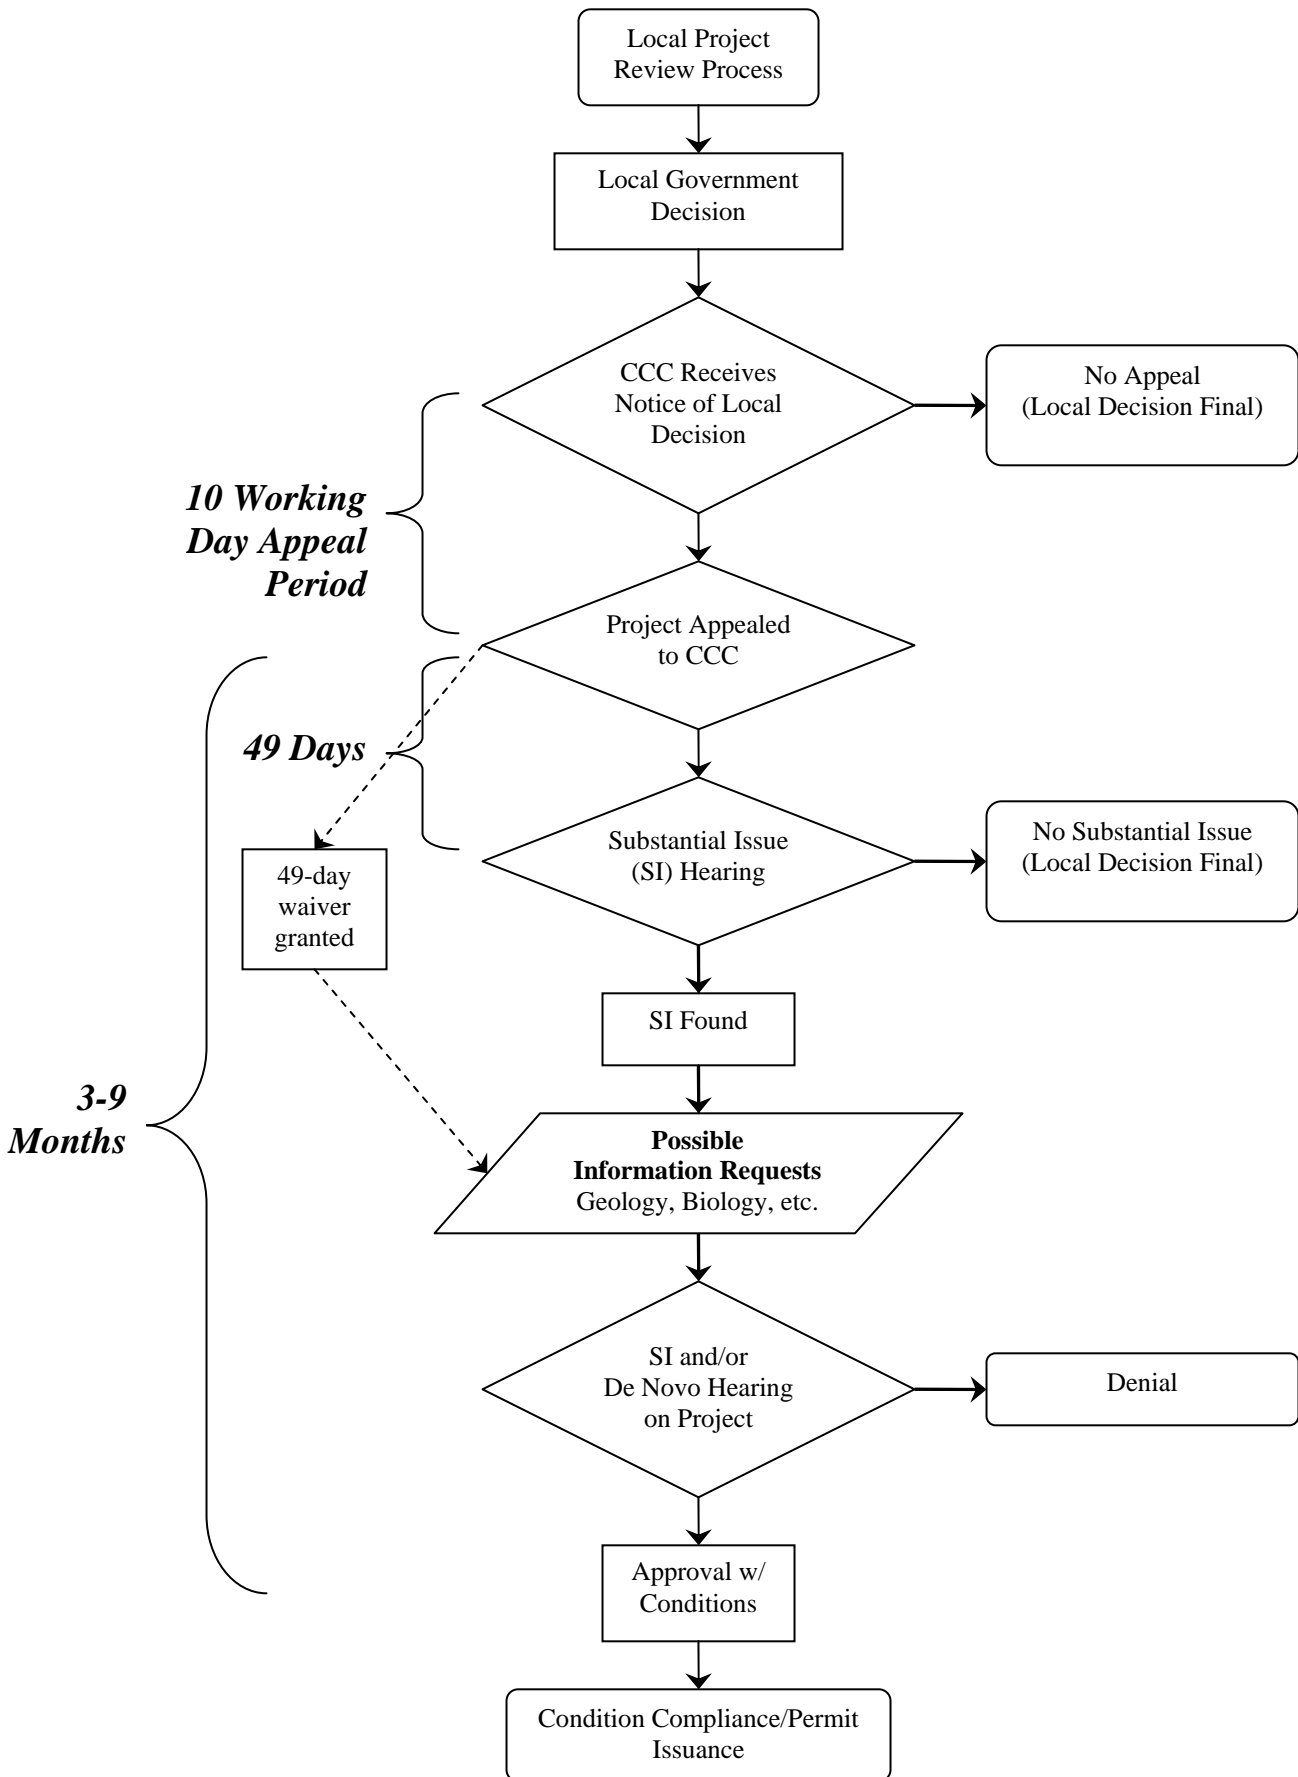 Local Project
Review Process
Local Government
Decision
CCC Receives
Notice of Local
Decision
No Appeal
(Local Decision Final)
10 Working
Day Appeal
Period
Project Appealed
to CCC
49 Days
Substantial Issue
(SI) Hearing
No Substantial Issue
(Local Decision Final)
49-day
waiver
granted
SI Found
3-9
Months
Possible
Information Requests
Geology, Biology, etc.
SI and/or
De Novo Hearing
on Project
Denial
Approval w/
Conditions
Condition Compliance/Permit
Issuance